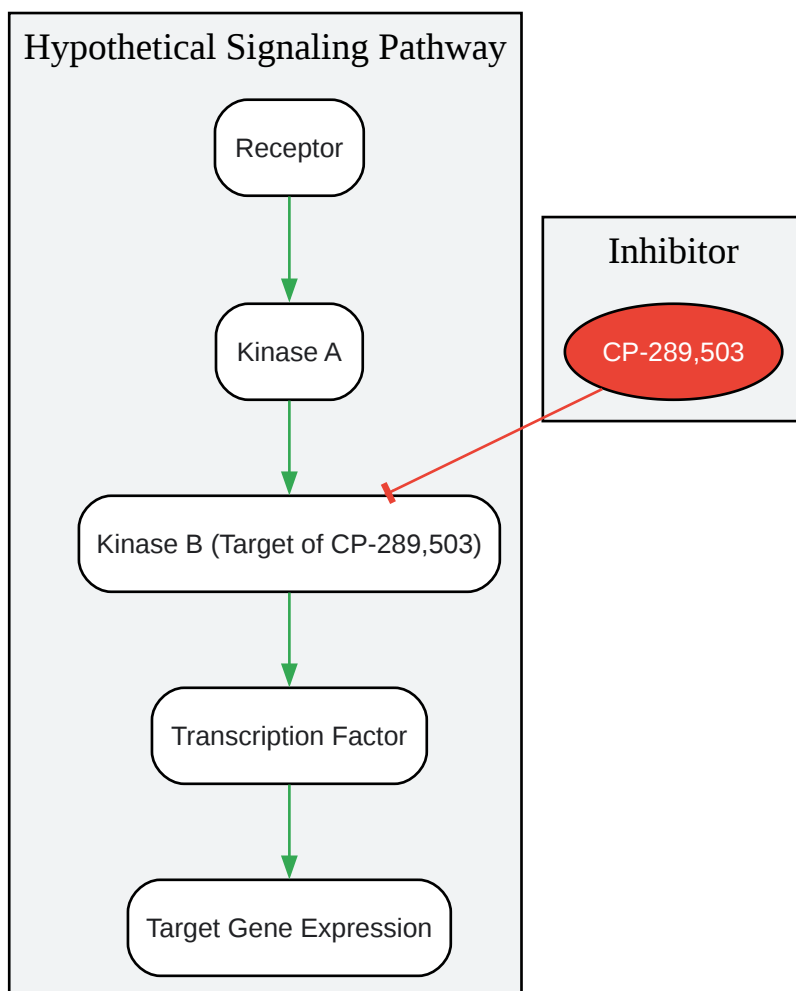 Hypothetical Signaling Pathway
Receptor
Inhibitor
Kinase A
CP-289,503
Kinase B (Target of CP-289,503)
Transcription Factor
Target Gene Expression